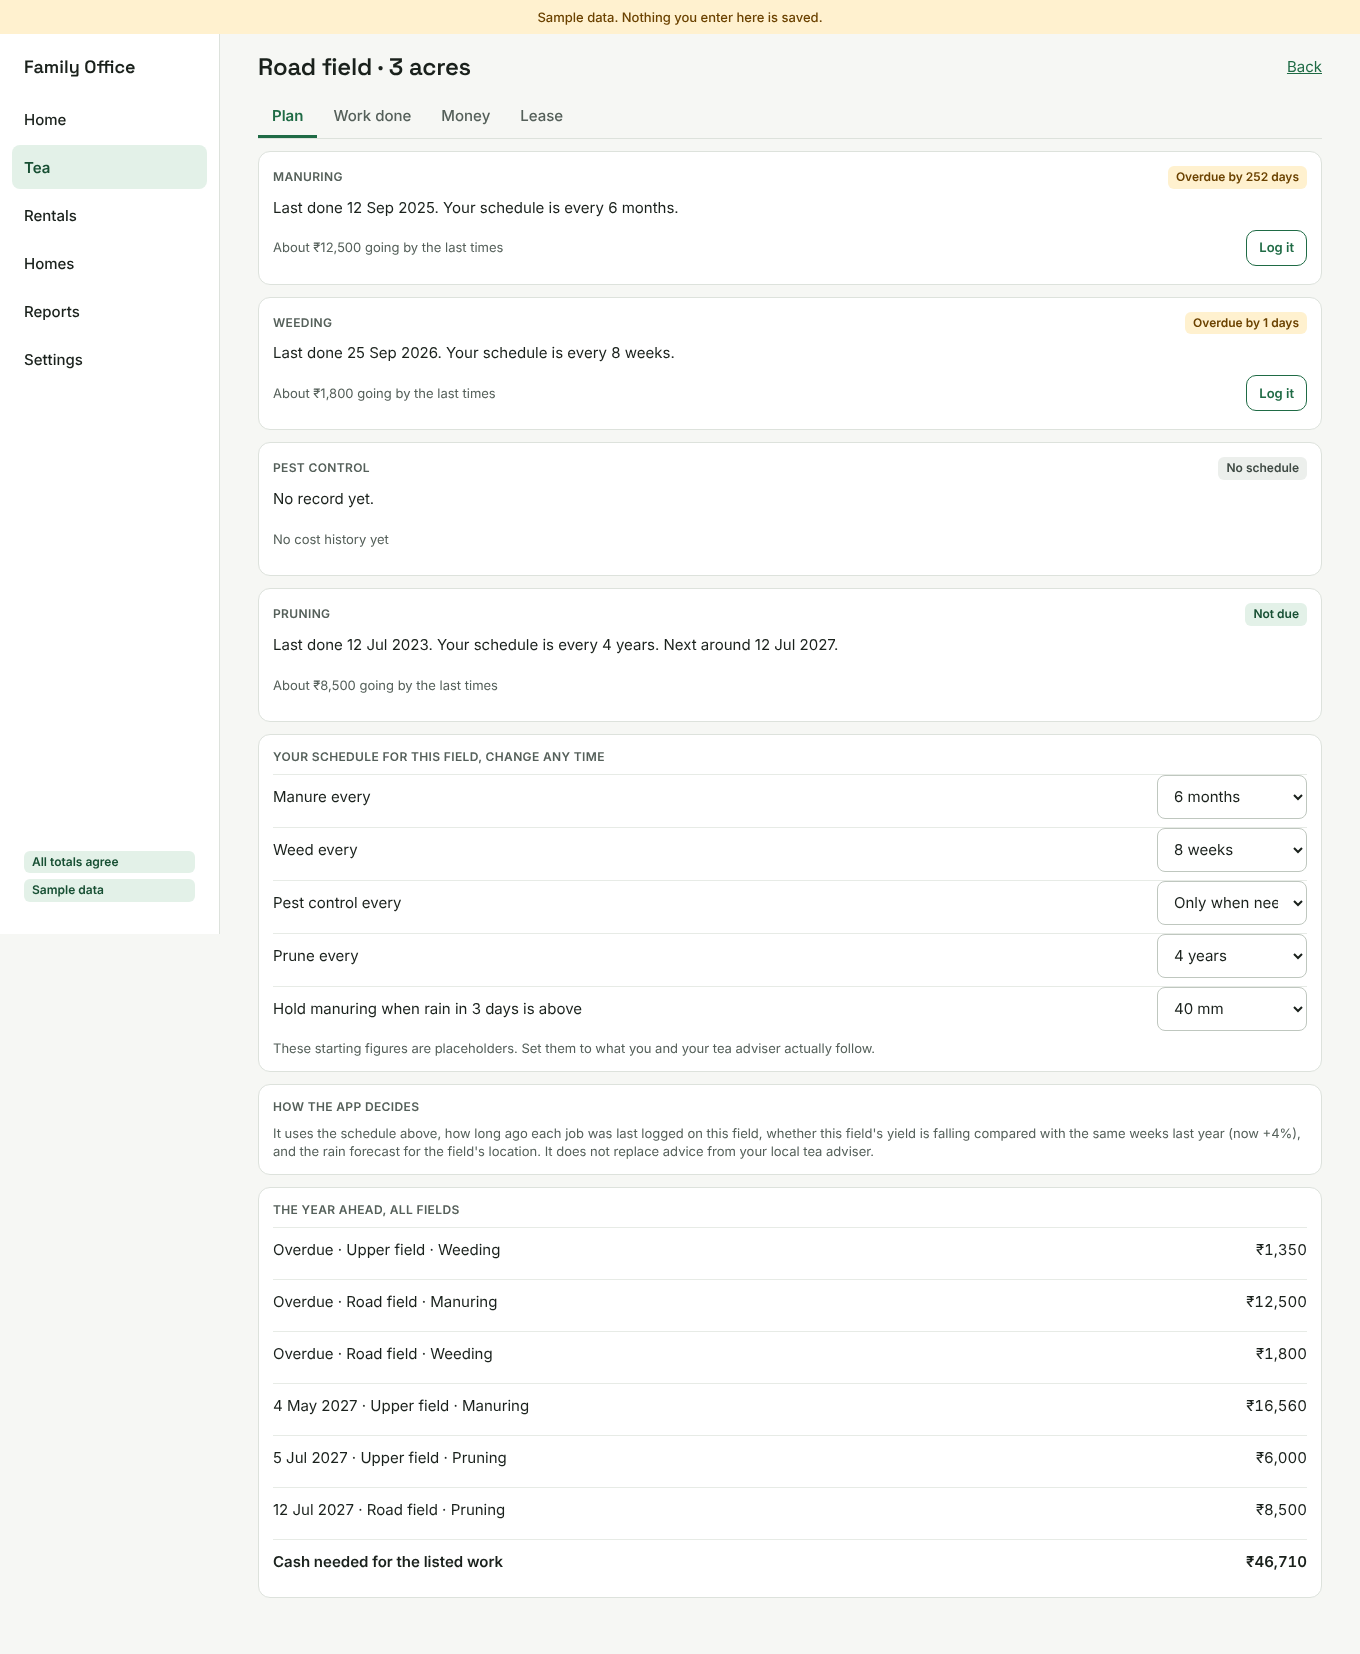 Sample data. Nothing you enter here is saved.
Family Office
Home
Tea
Rentals
Homes
Reports
Settings
All totals agree
Sample data
Road field · 3 acres
Back
Plan
Work done
Money
Lease
MANURING
Overdue by 252 days
Last done 12 Sep 2025. Your schedule is every 6 months.
About ₹12,500 going by the last times
Log it
WEEDING
Overdue by 1 days
Last done 25 Sep 2026. Your schedule is every 8 weeks.
About ₹1,800 going by the last times
Log it
PEST CONTROL
No schedule
No record yet.
No cost history yet
PRUNING
Not due
Last done 12 Jul 2023. Your schedule is every 4 years. Next around 12 Jul 2027.
About ₹8,500 going by the last times
YOUR SCHEDULE FOR THIS FIELD, CHANGE ANY TIME
Manure every
6 months
Weed every
8 weeks
Pest control every
Only when nee
Prune every
4 years
Hold manuring when rain in 3 days is above
40 mm
These starting figures are placeholders. Set them to what you and your tea adviser actually follow.
HOW THE APP DECIDES
It uses the schedule above, how long ago each job was last logged on this field, whether this field's yield is falling compared with the same weeks last year (now +4%),
and the rain forecast for the field's location. It does not replace advice from your local tea adviser.
THE YEAR AHEAD, ALL FIELDS
Overdue · Upper field · Weeding
₹1,350
Overdue · Road field · Manuring
₹12,500
Overdue · Road field · Weeding
₹1,800
4 May 2027 · Upper field · Manuring
₹16,560
5 Jul 2027 · Upper field · Pruning
₹6,000
12 Jul 2027 · Road field · Pruning
₹8,500
Cash needed for the listed work
₹46,710